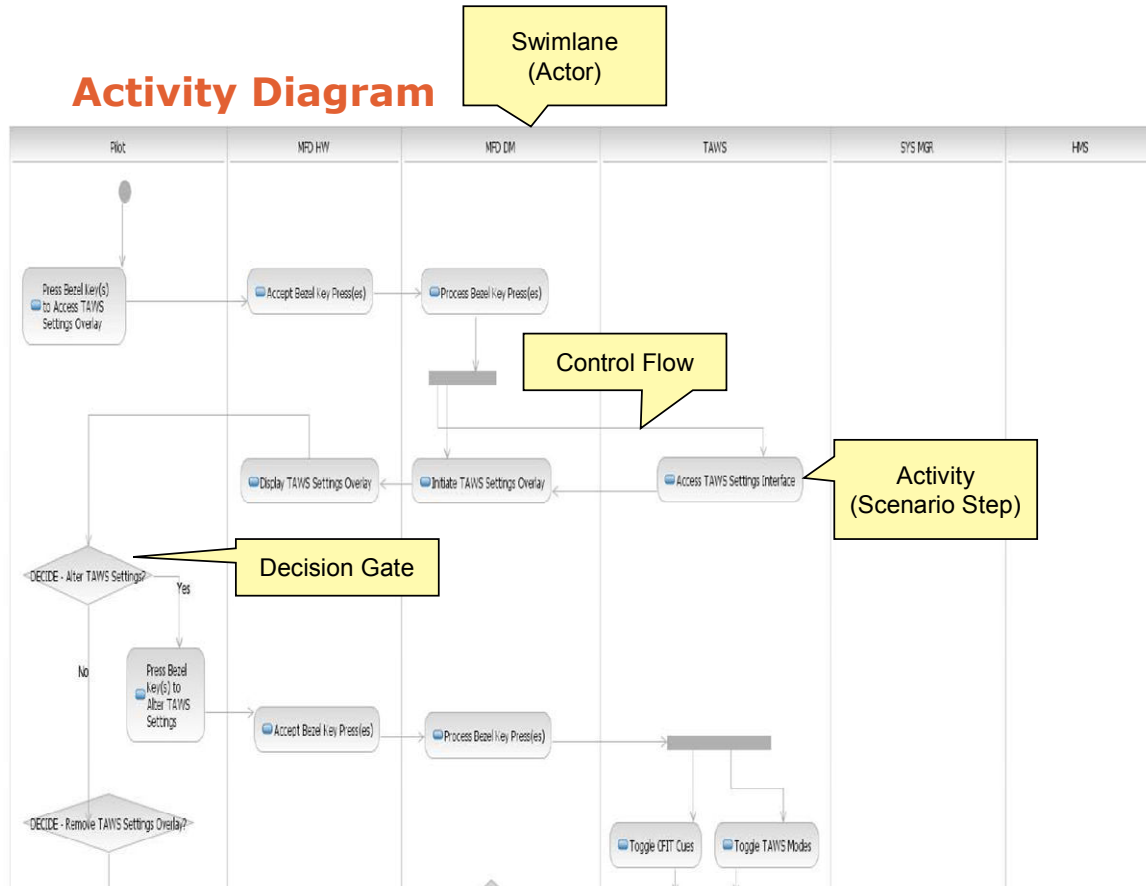 Swimlane
(Actor)
Activity Diagram
Pilot
MFD HW
MFD DM
TAWS
SYS MGR
HMS
Press Bezel Key(s)
to Access TAWS
Settings Overlay
Accept Bezel Key Press(es)
Process Bezel Key Press(es)
Control Flow
Display TAWS Settings Overlay
Initiate TAWS Settings Overlay
Access TAWS Settings Interface
Activity
(Scenario Step)
Decision Gate
DECIDE - Alter TAWS Settings?
Yes
No
Press Bezel
Key(s) to
Alter TAWS
Settings
Accept Bezel Key Press(es)
Process Bezel Key Press(es)
DECIDE - Remove TAWS Settings Overlay?
Toggle CFIT Cues
Toggle TAWS Modes